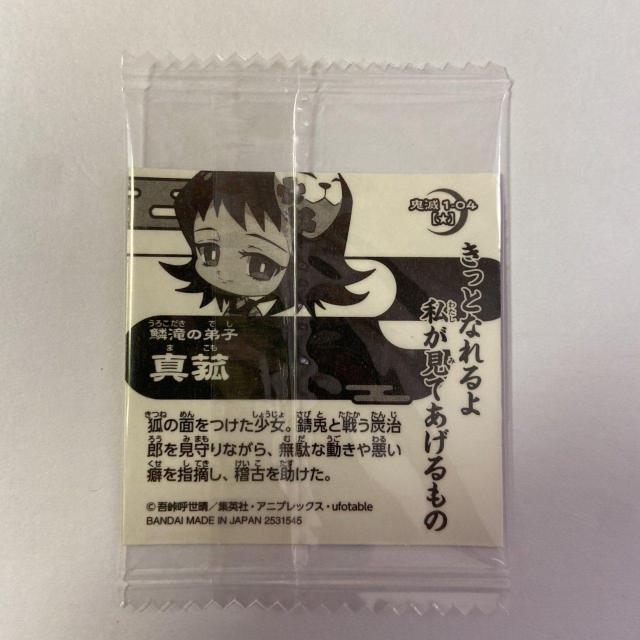 鬼滅 1-04
[★]
きっとなれるよ
私が見てあげるもの
鱗滝の弟子
真菰
狐の面をつけた少女。錆兎と戦う炭治
郎を見守りながら、無駄な動きや悪い
癖を指摘し、稽古を助けた。
©吾峠呼世晴／集英社・アニプレックス・ufotable
BANDAI MADE IN JAPAN 2531545